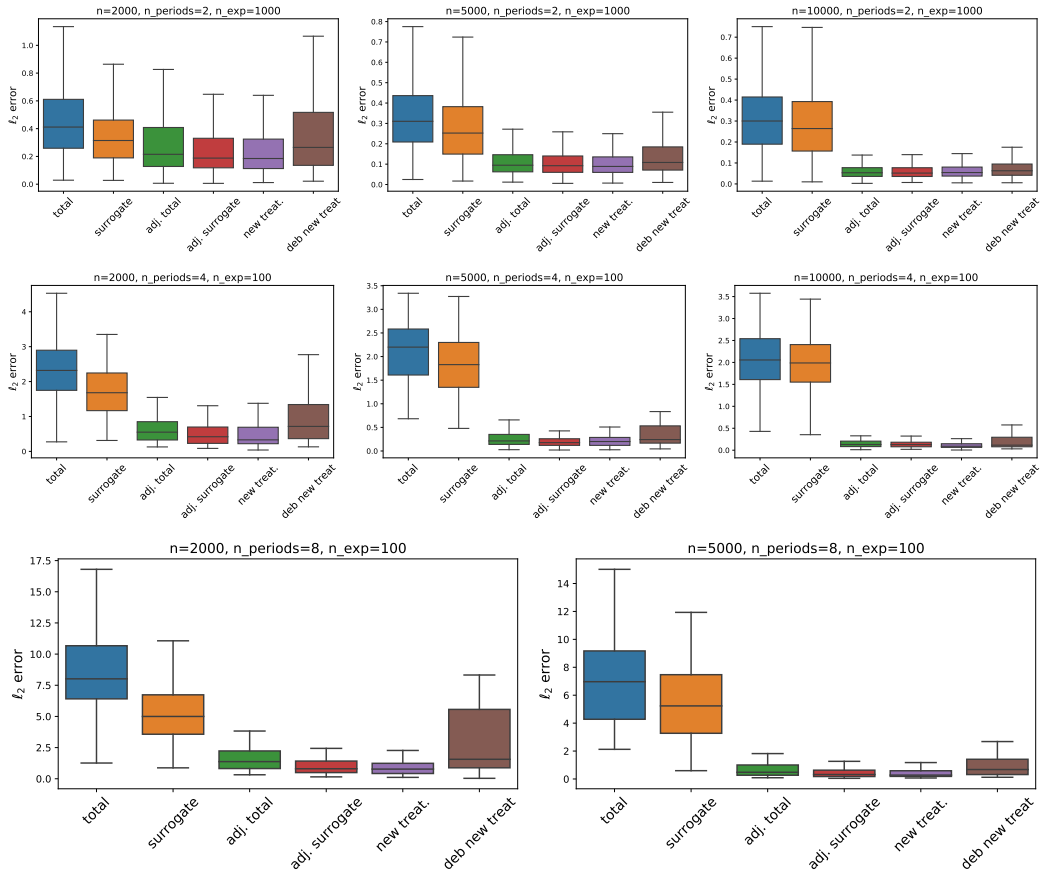 n=2000, n_periods=2, n_exp=1000
ℓ2 error
1.0
0.8
0.6
0.4
0.2
0.0
total
surrogate
adj. total
adj. surrogate
new treat.
deb new treat
n=5000, n_periods=2, n_exp=1000
ℓ2 error
0.8
0.7
0.6
0.5
0.4
0.3
0.2
0.1
0.0
total
surrogate
adj. total
adj. surrogate
new treat.
deb new treat
n=10000, n_periods=2, n_exp=1000
ℓ2 error
0.7
0.6
0.5
0.4
0.3
0.2
0.1
0.0
total
surrogate
adj. total
adj. surrogate
new treat.
deb new treat
n=2000, n_periods=4, n_exp=100
ℓ2 error
4
3
2
1
0
total
surrogate
adj. total
adj. surrogate
new treat.
deb new treat
n=5000, n_periods=4, n_exp=100
ℓ2 error
3.5
3.0
2.5
2.0
1.5
1.0
0.5
0.0
total
surrogate
adj. total
adj. surrogate
new treat.
deb new treat
n=10000, n_periods=4, n_exp=100
ℓ2 error
3.5
3.0
2.5
2.0
1.5
1.0
0.5
0.0
total
surrogate
adj. total
adj. surrogate
new treat.
deb new treat
n=2000, n_periods=8, n_exp=100
ℓ2 error
17.5
15.0
12.5
10.0
7.5
5.0
2.5
0.0
total
surrogate
adj. total
adj. surrogate
new treat.
deb new treat
n=5000, n_periods=8, n_exp=100
ℓ2 error
14
12
10
8
6
4
2
0
total
surrogate
adj. total
adj. surrogate
new treat.
deb new treat